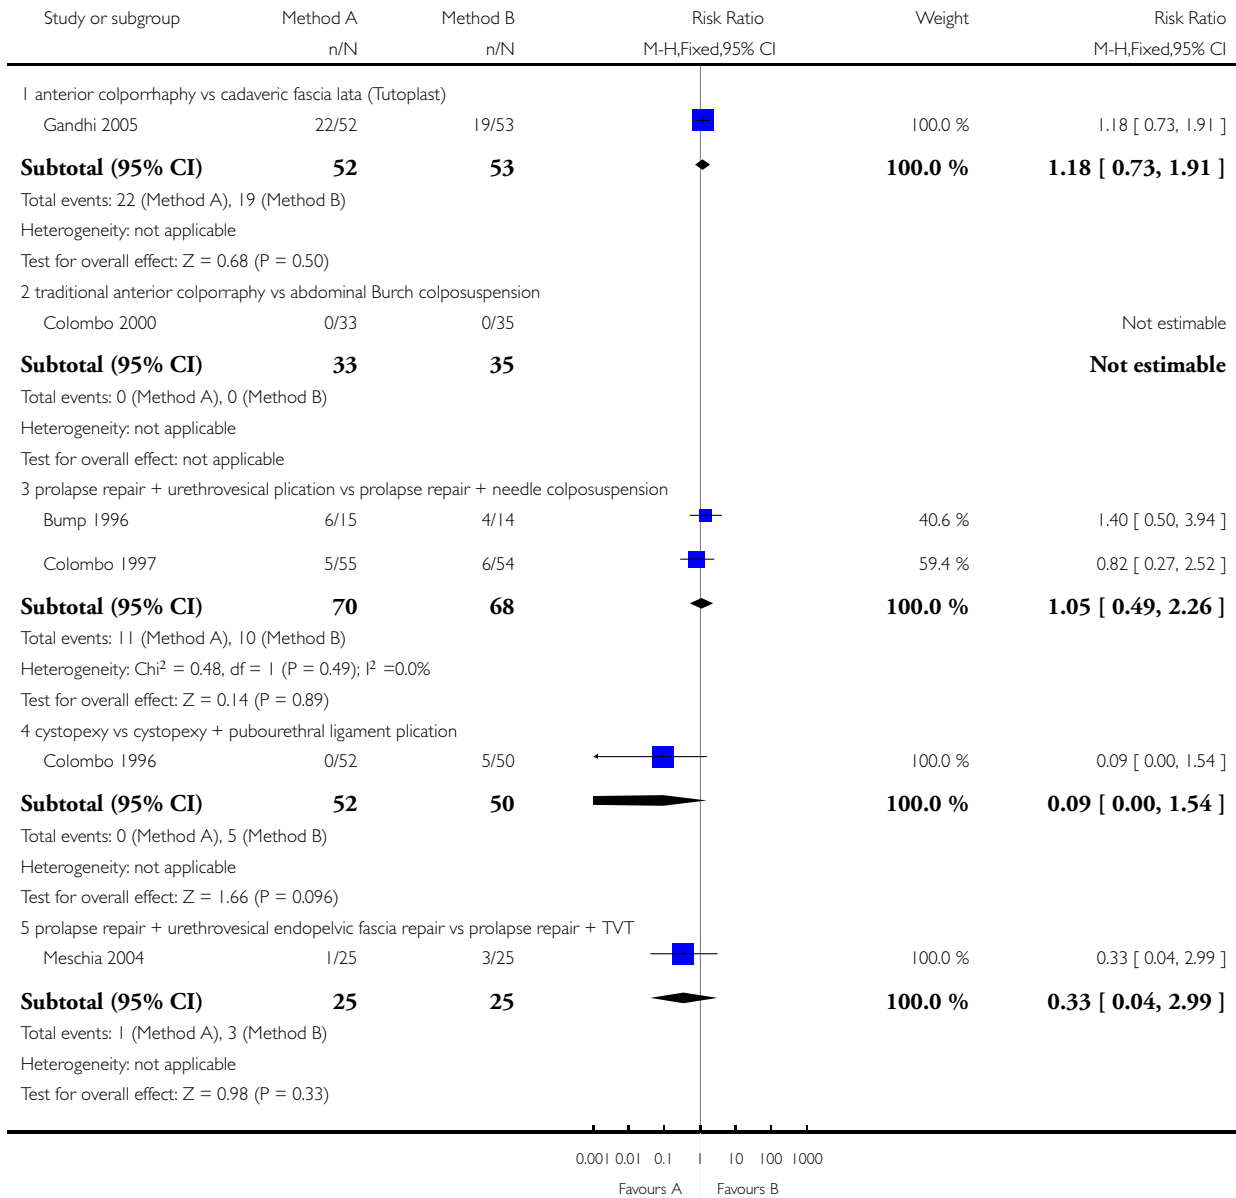 Study or subgroup Method A Method B Risk Ratio Weight Risk Ratio
n/N n/N M-H,Fixed,95% CI M-H,Fixed,95% CI
1 anterior colporrhaphy vs cadaveric fascia lata (Tutoplast)
Gandhi 2005 22/52 19/53 100.0 % 1.18 [ 0.73, 1.91 ]
Subtotal (95% CI) 52 53 100.0 % 1.18 [ 0.73, 1.91 ]
Total events: 22 (Method A), 19 (Method B)
Heterogeneity: not applicable
Test for overall effect: Z = 0.68 (P = 0.50)
2 traditional anterior colporraphy vs abdominal Burch colposuspension
Colombo 2000 0/33 0/35 Not estimable
Subtotal (95% CI) 33 35 Not estimable
Total events: 0 (Method A), 0 (Method B)
Heterogeneity: not applicable
Test for overall effect: not applicable
3 prolapse repair + urethrovesical plication vs prolapse repair + needle colposuspension
Bump 1996 6/15 4/14 40.6 % 1.40 [ 0.50, 3.94 ]
Colombo 1997 5/55 6/54 59.4 % 0.82 [ 0.27, 2.52 ]
Subtotal (95% CI) 70 68 100.0 % 1.05 [ 0.49, 2.26 ]
Total events: 11 (Method A), 10 (Method B)
Heterogeneity: Chi² = 0.48, df = 1 (P = 0.49); I² =0.0%
Test for overall effect: Z = 0.14 (P = 0.89)
4 cystopexy vs cystopexy + pubourethral ligament plication
Colombo 1996 0/52 5/50 100.0 % 0.09 [ 0.00, 1.54 ]
Subtotal (95% CI) 52 50 100.0 % 0.09 [ 0.00, 1.54 ]
Total events: 0 (Method A), 5 (Method B)
Heterogeneity: not applicable
Test for overall effect: Z = 1.66 (P = 0.096)
5 prolapse repair + urethrovesical endopelvic fascia repair vs prolapse repair + TVT
Meschia 2004 1/25 3/25 100.0 % 0.33 [ 0.04, 2.99 ]
Subtotal (95% CI) 25 25 100.0 % 0.33 [ 0.04, 2.99 ]
Total events: 1 (Method A), 3 (Method B)
Heterogeneity: not applicable
Test for overall effect: Z = 0.98 (P = 0.33)
0.001 0.01 0.1 1 10 100 1000
Favours A Favours B